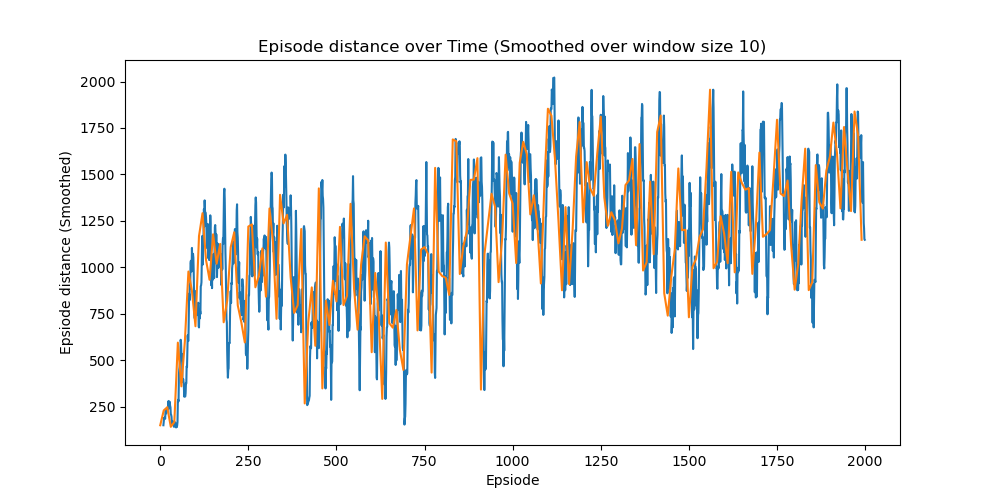 Episode distance over Time (Smoothed over window size 10)
Epsiode distance (Smoothed)
2000
1750
1500
1250
1000
750
500
250
0 250 500 750 1000 1250 1500 1750 2000
Epsiode